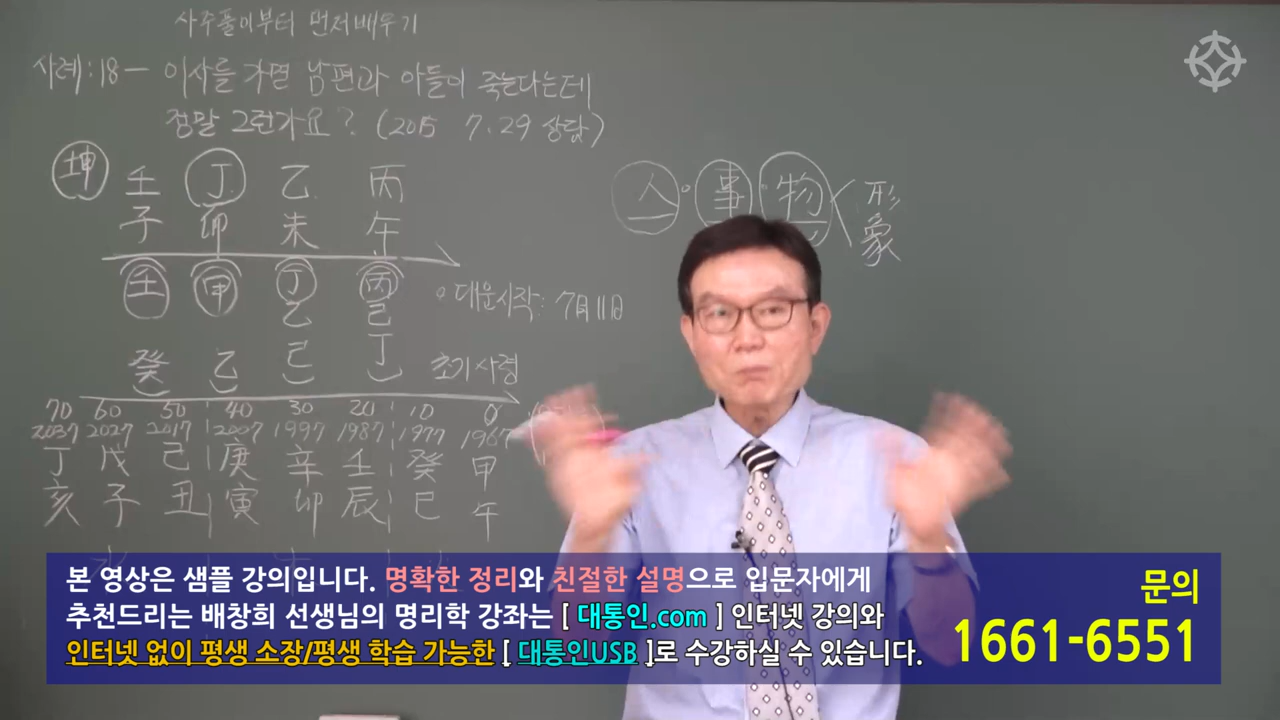 사주풀이부터 먼저배우기
사례:18 — 이사를 가면 남편과 아들이 죽는다는데
정말 그런가요? (2015 7.29 상담)
坤 壬 丁 乙 丙
子 卯 未 午
人·事·物 形
象
壬 甲 丁 丙 ∘대운시작: 7月11日
乙 己
癸 乙 己 丁 초기사령
70 60 50 40 30 20 10 0
2037 2027 2017 2007 1997 1987 1977 1967
丁 戊 己 庚 辛 壬 癸 甲
亥 子 丑 寅 卯 辰 巳 午
본 영상은 샘플 강의입니다. 명확한 정리와 친절한 설명으로 입문자에게
추천드리는 배창희 선생님의 명리학 강좌는 [ 대통인.com ] 인터넷 강의와
인터넷 없이 평생 소장/평생 학습 가능한 [ 대통인USB ]로 수강하실 수 있습니다.
문의
1661-6551